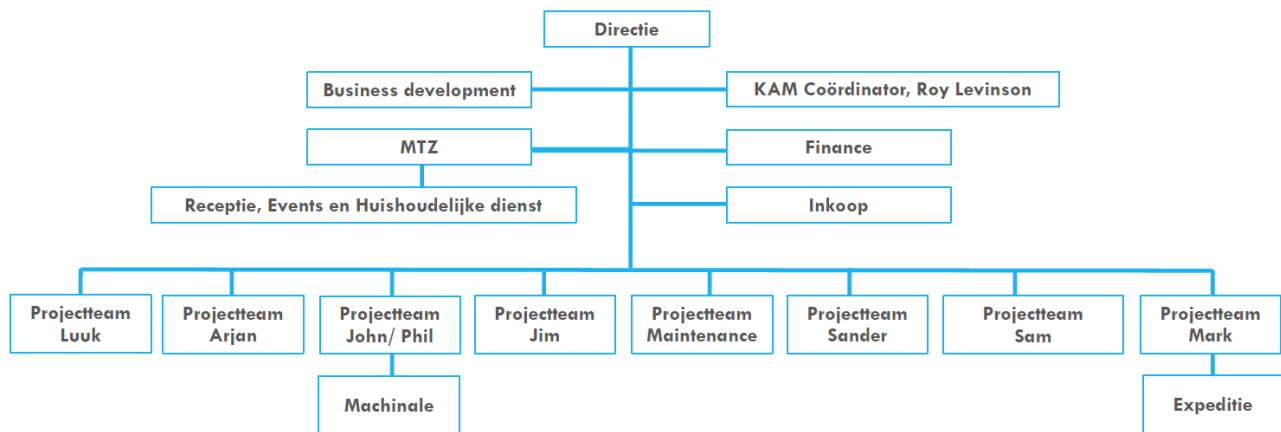 Directie
Business development
KAM Coördinator, Roy Levinson
MTZ
Finance
Receptie, Events en Huishoudelijke dienst
Inkoop
Projectteam
Luuk
Projectteam
Arjan
Projectteam
John/ Phil
Projectteam
Jim
Projectteam
Maintenance
Projectteam
Sander
Projectteam
Sam
Projectteam
Mark
Machinale
Expeditie